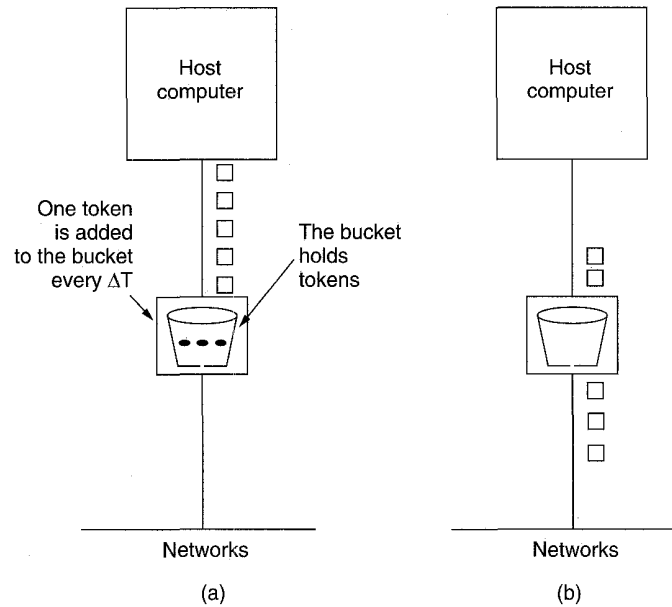 Host
computer
One token
is added
to the bucket
every ΔT
The bucket
holds
tokens
Networks
(a)
Host
computer
Networks
(b)